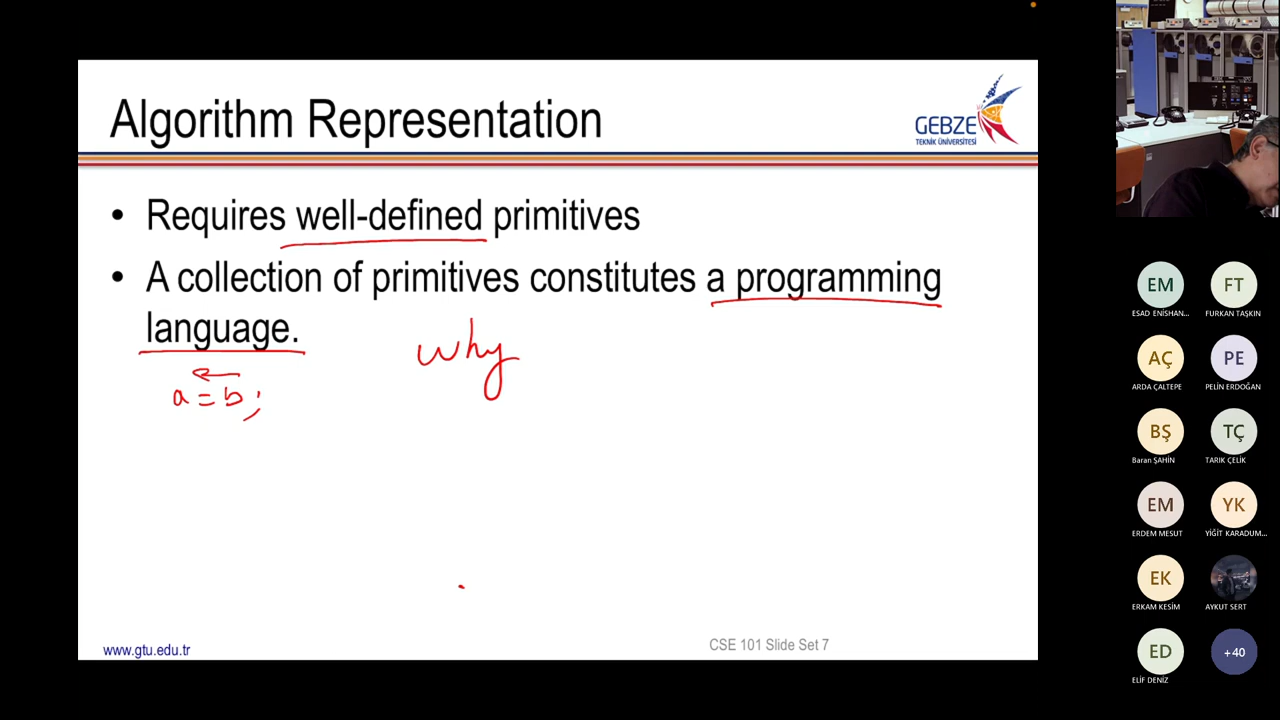 Algorithm Representation
GEBZE
TEKNİK ÜNİVERSİTESİ
• Requires well-defined primitives
• A collection of primitives constitutes a programming
language.
why
a = b;
www.gtu.edu.tr
CSE 101 Slide Set 7
EM
FT
ESAD ENİSHAN...
FURKAN TAŞKIN
AÇ
PE
ARDA ÇALTEPE
PELİN ERDOĞAN
BŞ
TÇ
Baran ŞAHİN
TARIK ÇELİK
EM
YK
ERDEM MESUT
YİĞİT KARADUM...
EK
ERKAM KESİM
AYKUT SERT
ED
+40
ELİF DENİZ